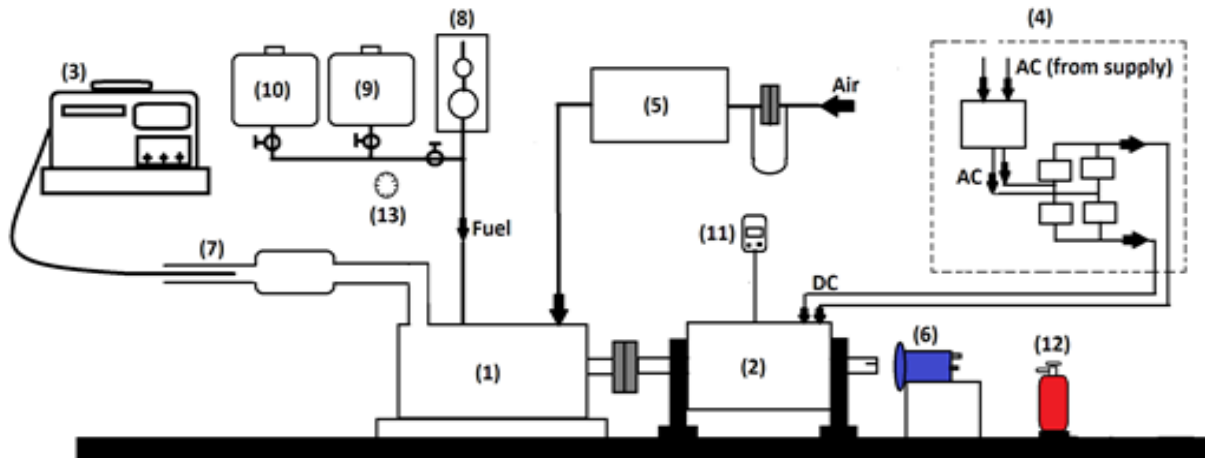 (8)
(4)
(3)
AC (from supply)
(10)
(9)
(5)
Air
AC
(13)
Fuel
(11)
(7)
DC
(6)
(12)
(1)
(2)